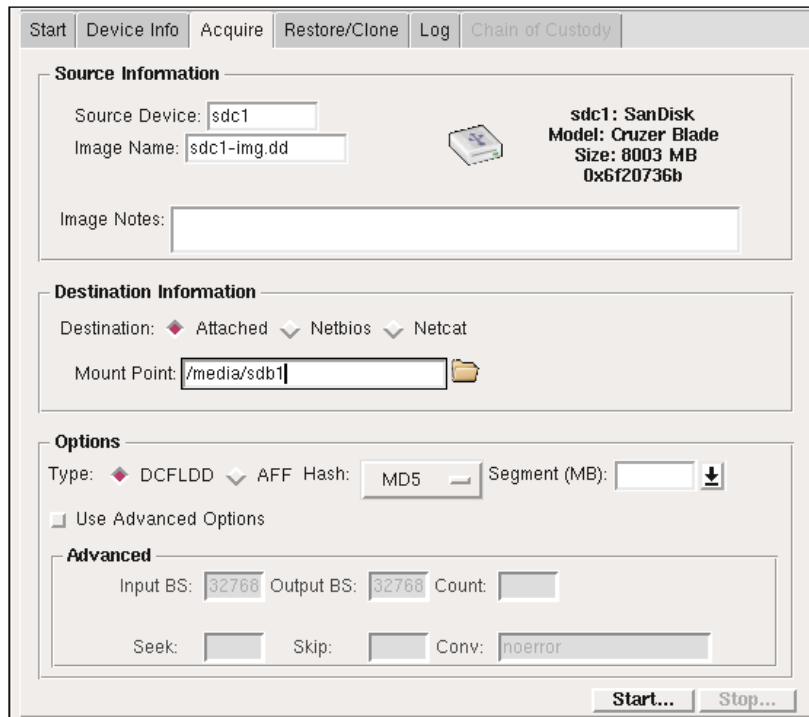 Start Device Info Acquire Restore/Clone Log Chain of Custody
Source Information
Source Device: sdc1
Image Name: sdc1-img.dd
sdc1: SanDisk
Model: Cruzer Blade
Size: 8003 MB
0x6f20736b
Image Notes:
Destination Information
Destination: Attached Netbios Netcat
Mount Point: /media/sdb1
Options
Type: DCFLDD AFF Hash: MD5 Segment (MB):
Use Advanced Options
Advanced
Input BS: 32768 Output BS: 32768 Count:
Seek: Skip: Conv: noerror
Start... Stop...